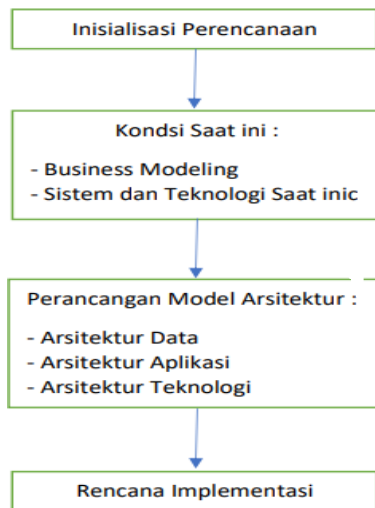 Inisialisasi Perencanaan
Kondsi Saat ini :
- Business Modeling
- Sistem dan Teknologi Saat inic
Perancangan Model Arsitektur :
- Arsitektur Data
- Arsitektur Aplikasi
- Arsitektur Teknologi
Rencana Implementasi